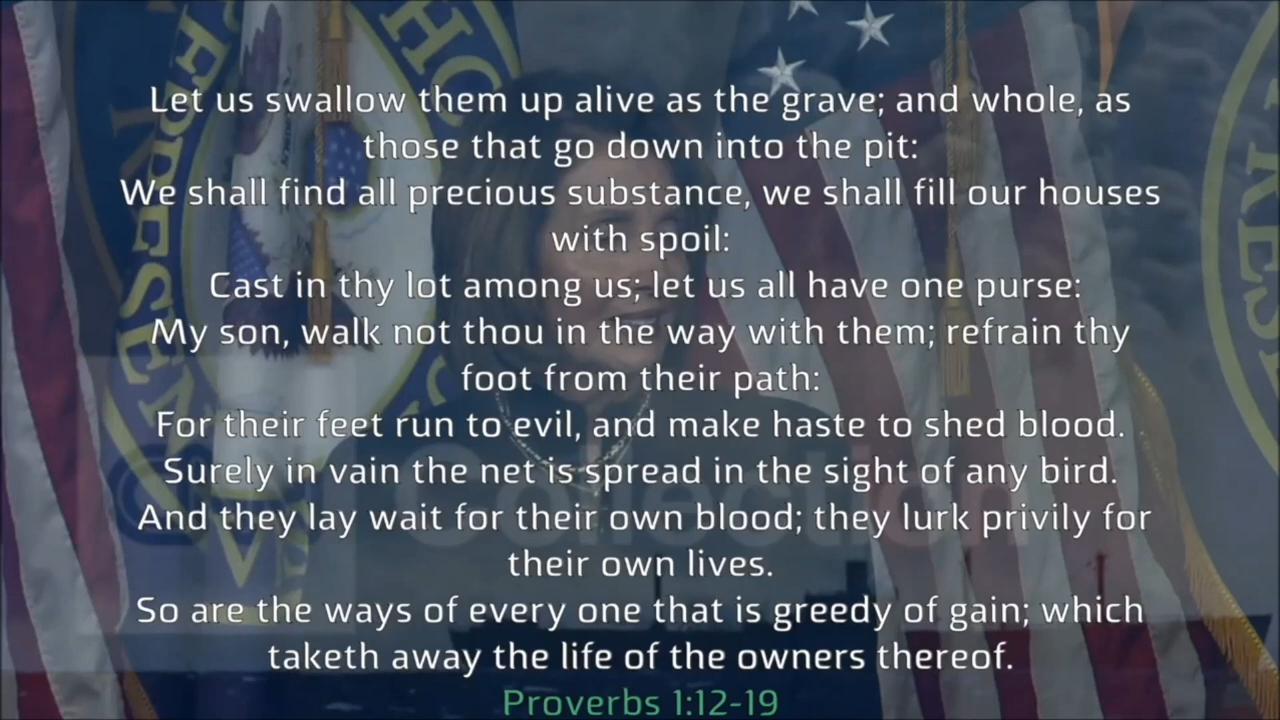 Let us swallow them up alive as the grave; and whole, as
those that go down into the pit:
We shall find all precious substance, we shall fill our houses
with spoil:
Cast in thy lot among us; let us all have one purse:
My son, walk not thou in the way with them; refrain thy
foot from their path:
For their feet run to evil, and make haste to shed blood.
Surely in vain the net is spread in the sight of any bird.
And they lay wait for their own blood; they lurk privily for
their own lives.
So are the ways of every one that is greedy of gain; which
taketh away the life of the owners thereof.
Proverbs 1:12-19